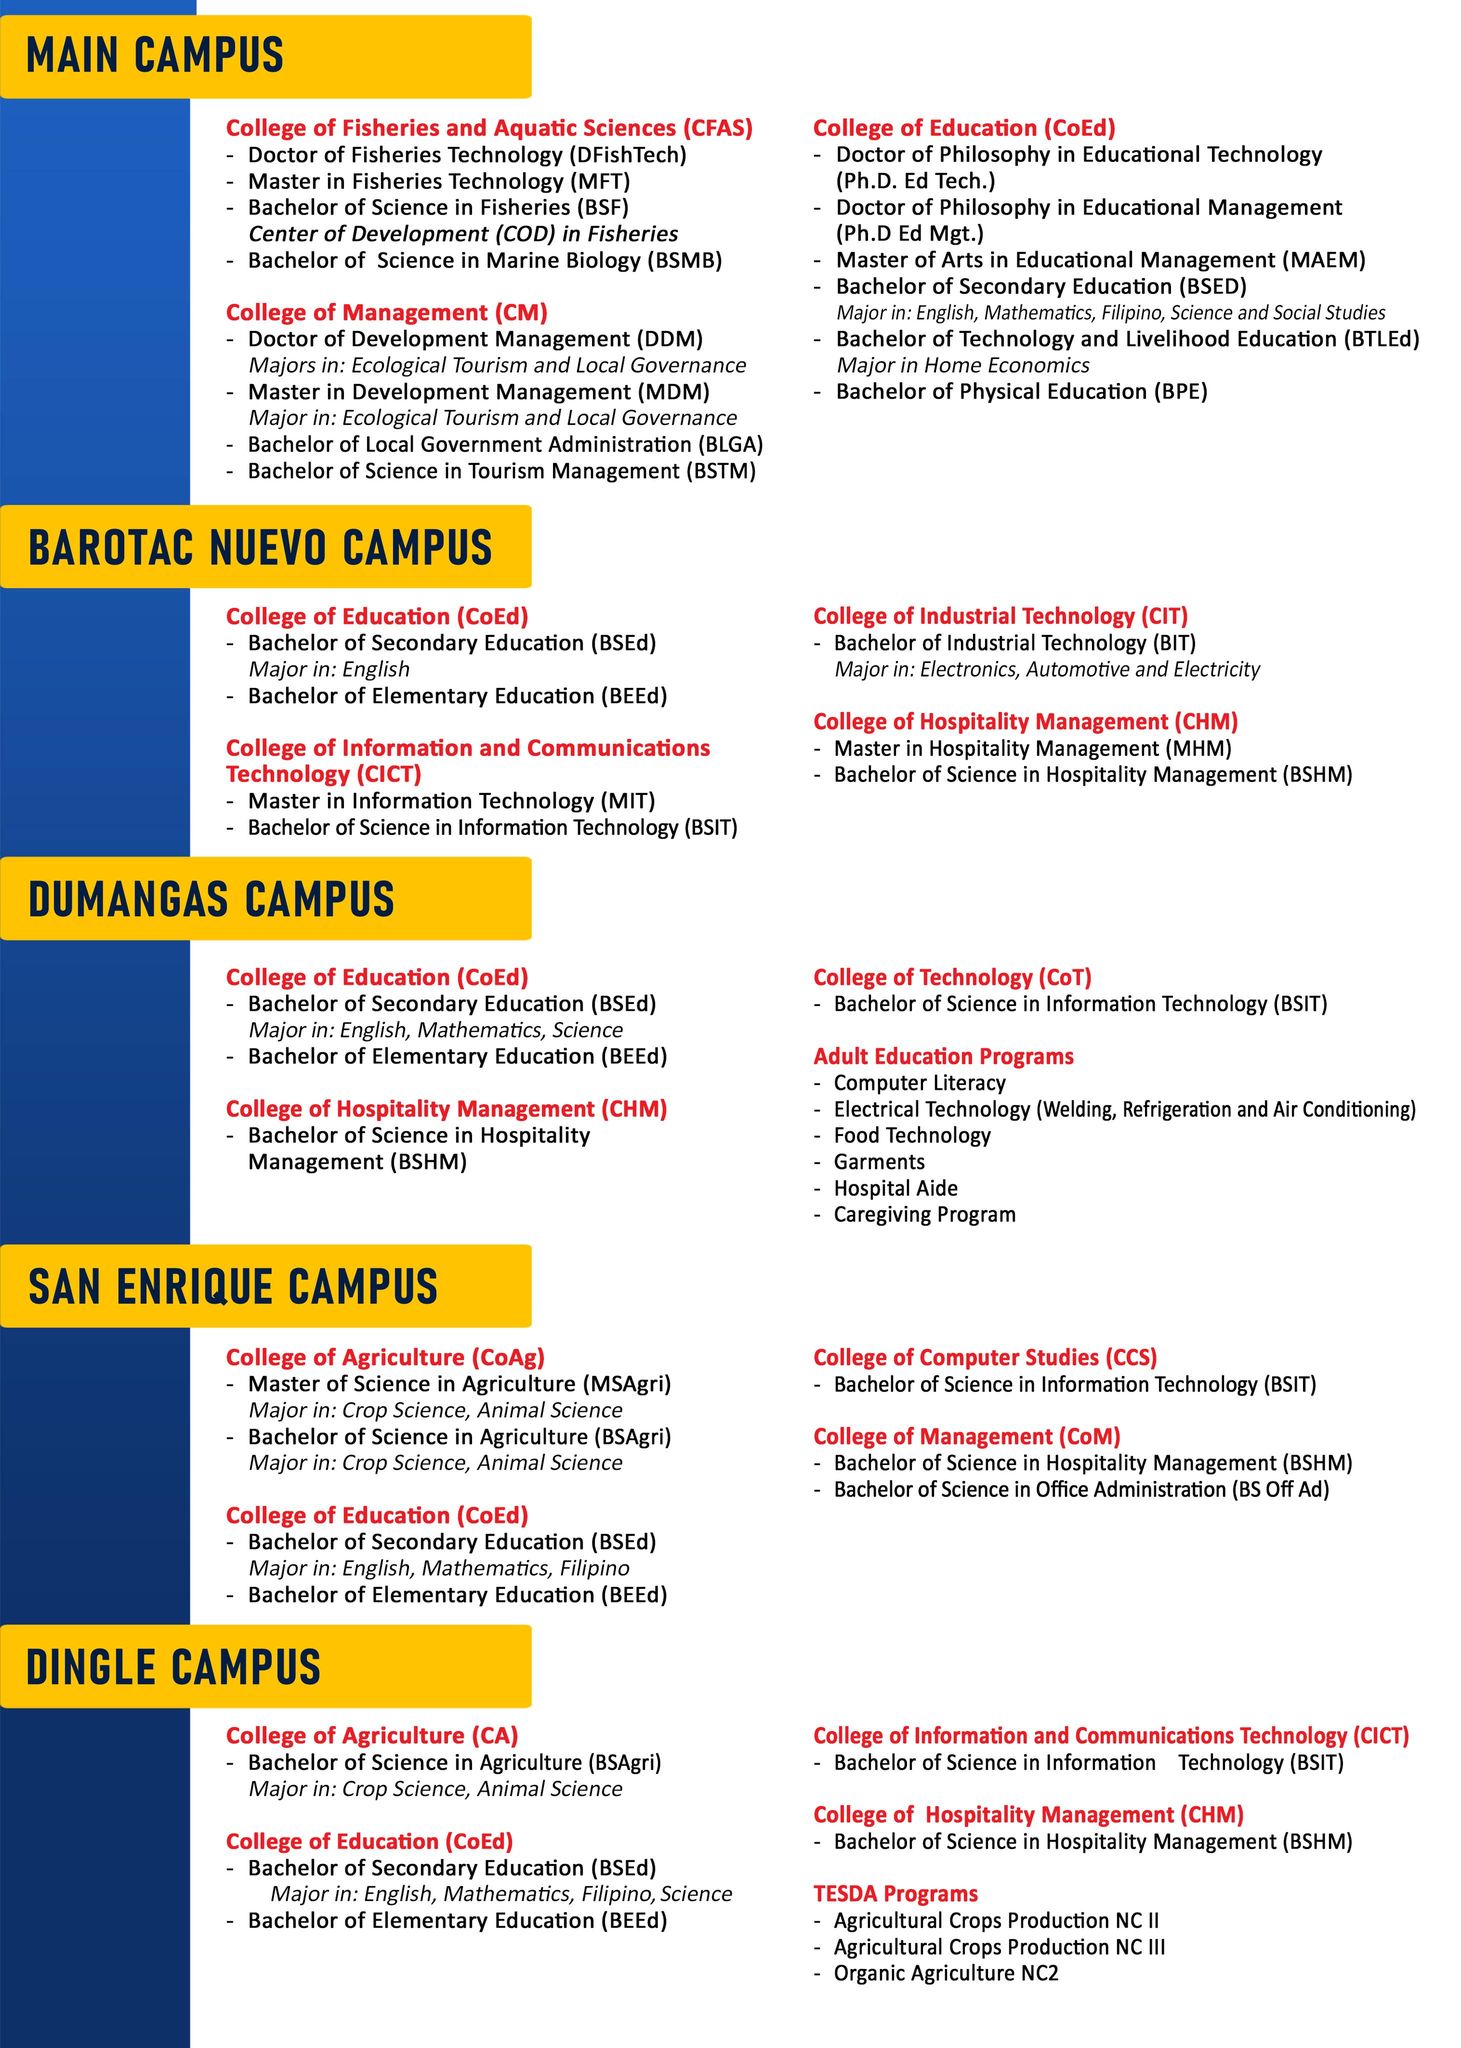 MAIN CAMPUS
College of Fisheries and Aquatic Sciences (CFAS)
- Doctor of Fisheries Technology (DFishTech)
- Master in Fisheries Technology (MFT)
- Bachelor of Science in Fisheries (BSF)
Center of Development (COD) in Fisheries
- Bachelor of Science in Marine Biology (BSMB)
College of Management (CM)
- Doctor of Development Management (DDM)
Majors in: Ecological Tourism and Local Governance
- Master in Development Management (MDM)
Major in: Ecological Tourism and Local Governance
- Bachelor of Local Government Administration (BLGA)
- Bachelor of Science in Tourism Management (BSTM)
College of Education (CoEd)
- Doctor of Philosophy in Educational Technology
(Ph.D. Ed Tech.)
- Doctor of Philosophy in Educational Management
(Ph.D Ed Mgt.)
- Master of Arts in Educational Management (MAEM)
- Bachelor of Secondary Education (BSED)
Major in: English, Mathematics, Filipino, Science and Social Studies
- Bachelor of Technology and Livelihood Education (BTLEd)
Major in Home Economics
- Bachelor of Physical Education (BPE)
BAROTAC NUEVO CAMPUS
College of Education (CoEd)
- Bachelor of Secondary Education (BSEd)
Major in: English
- Bachelor of Elementary Education (BEEd)
College of Information and Communications
Technology (CICT)
- Master in Information Technology (MIT)
- Bachelor of Science in Information Technology (BSIT)
College of Industrial Technology (CIT)
- Bachelor of Industrial Technology (BIT)
Major in: Electronics, Automotive and Electricity
College of Hospitality Management (CHM)
- Master in Hospitality Management (MHM)
- Bachelor of Science in Hospitality Management (BSHM)
DUMANGAS CAMPUS
College of Education (CoEd)
- Bachelor of Secondary Education (BSEd)
Major in: English, Mathematics, Science
- Bachelor of Elementary Education (BEEd)
College of Hospitality Management (CHM)
- Bachelor of Science in Hospitality
Management (BSHM)
College of Technology (CoT)
- Bachelor of Science in Information Technology (BSIT)
Adult Education Programs
- Computer Literacy
- Electrical Technology (Welding, Refrigeration and Air Conditioning)
- Food Technology
- Garments
- Hospital Aide
- Caregiving Program
SAN ENRIQUE CAMPUS
College of Agriculture (CoAg)
- Master of Science in Agriculture (MSAgri)
Major in: Crop Science, Animal Science
- Bachelor of Science in Agriculture (BSAgri)
Major in: Crop Science, Animal Science
College of Education (CoEd)
- Bachelor of Secondary Education (BSEd)
Major in: English, Mathematics, Filipino
- Bachelor of Elementary Education (BEEd)
College of Computer Studies (CCS)
- Bachelor of Science in Information Technology (BSIT)
College of Management (CoM)
- Bachelor of Science in Hospitality Management (BSHM)
- Bachelor of Science in Office Administration (BS Off Ad)
DINGLE CAMPUS
College of Agriculture (CA)
- Bachelor of Science in Agriculture (BSAgri)
Major in: Crop Science, Animal Science
College of Education (CoEd)
- Bachelor of Secondary Education (BSEd)
Major in: English, Mathematics, Filipino, Science
- Bachelor of Elementary Education (BEEd)
College of Information and Communications Technology (CICT)
- Bachelor of Science in Information Technology (BSIT)
College of Hospitality Management (CHM)
- Bachelor of Science in Hospitality Management (BSHM)
TESDA Programs
- Agricultural Crops Production NC II
- Agricultural Crops Production NC III
- Organic Agriculture NC2